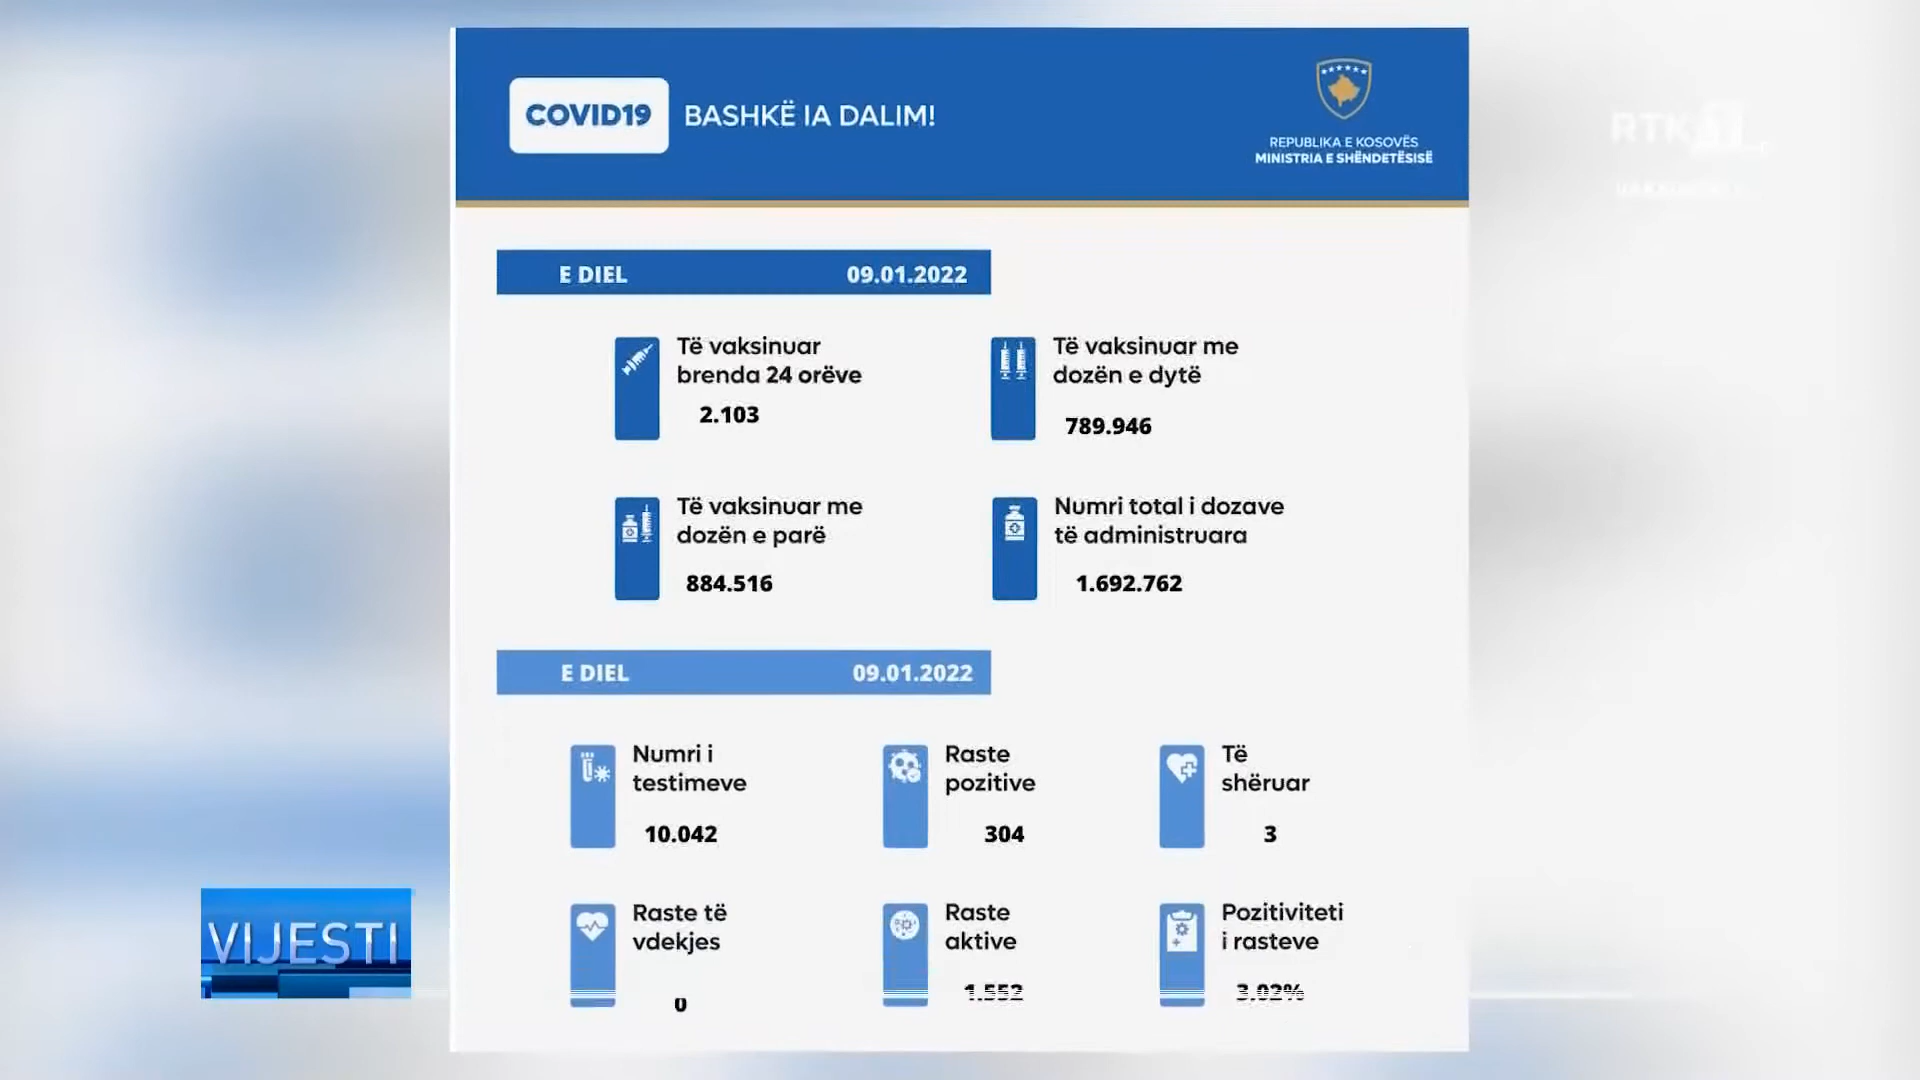 COVID19 BASHKË IA DALIM!
REPUBLIKA E KOSOVËS
MINISTRIA E SHËNDETËSISË
RTK
E DIEL 09.01.2022
Të vaksinuar
brenda 24 orëve
2.103
Të vaksinuar me
dozën e dytë
789.946
Të vaksinuar me
dozën e parë
884.516
Numri total i dozave
të administruara
1.692.762
E DIEL 09.01.2022
Numri i
testimeve
10.042
Raste
pozitive
304
Të
shëruar
3
Raste të
vdekjes
0
Raste
aktive
1.552
Pozitiviteti
i rasteve
3,02%
VIJESTI